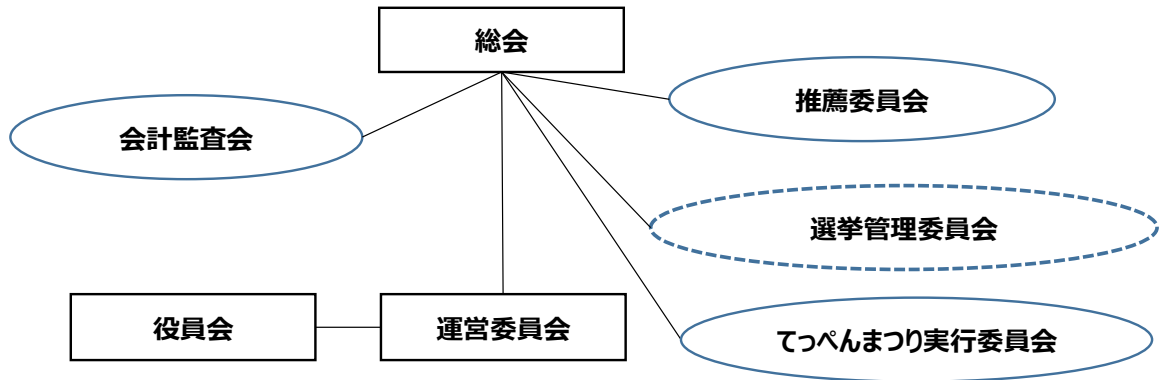 総会
推薦委員会
会計監査会
選挙管理委員会
役員会
運営委員会
てっぺんまつり実行委員会